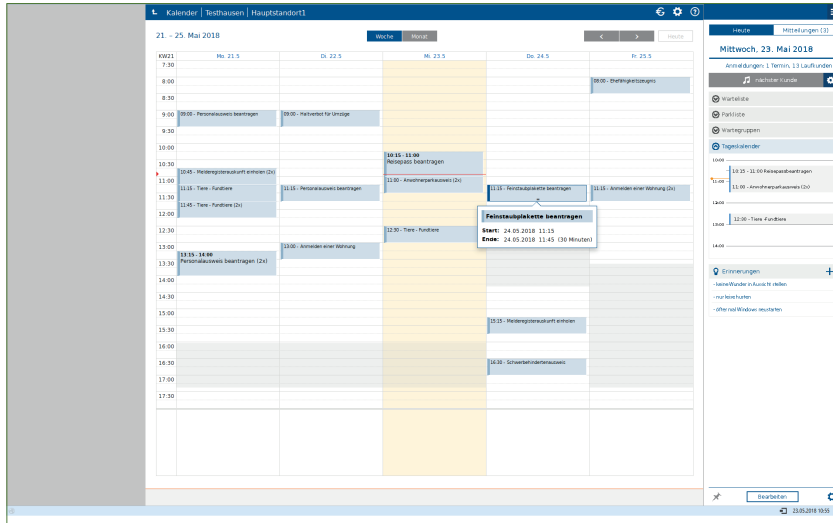 Kalender | Testhausen | Hauptstandort1
21. – 25. Mai 2018
Woche
Monat
Heute
KW21
Mo. 21.5
Di. 22.5
Mi. 23.5
Do. 24.5
Fr. 25.5
7:30
8:00
8:30
9:00
9:30
10:00
10:30
11:00
11:30
12:00
12:30
13:00
13:30
14:00
14:30
15:00
15:30
16:00
16:30
17:00
17:30
09:00 - Personalausweis beantragen
10:45 - Melderegisterauskunft einholen (2x)
11:15 - Tiere - Fundtiere
11:45 - Tiere - Fundtiere (2x)
13:15 - 14:00
Personalausweis beantragen (2x)
09:00 - Haltverbot für Umzüge
11:15 - Personalausweis beantragen
13:00 - Anmelden einer Wohnung
10:15 - 11:00
Reisepass beantragen
11:00 - Anwohnerparkausweis (2x)
12:30 - Tiere - Fundtiere
11:15 - Feinstaubplakette beantragen
Feinstaubplakette beantragen
Start: 24.05.2018 11:15
Ende: 24.05.2018 11:45 (30 Minuten)
15:15 - Melderegisterauskunft einholen
16:30 - Schwerbehindertenausweis
08:00 - Ehefähigkeitszeugnis
11:15 - Anmelden einer Wohnung (2x)
Heute
Mitteilungen (3)
Mittwoch, 23. Mai 2018
Anmeldungen: 1 Termin, 13 Laufkunden
nächster Kunde
Warteliste
Parkliste
Wartegruppen
Tageskalender
10:00
10:15 - 11:00 Reisepass beantragen
11:00
11:00 - Anwohnerparkausweis (2x)
12:00
12:30 - Tiere - Fundtiere
13:00
14:00
Erinnerungen
- keine Wunder in Aussicht stellen
- nur leise husten
- öfter mal Windows neustarten
Bearbeiten
23.05.2018 10:55